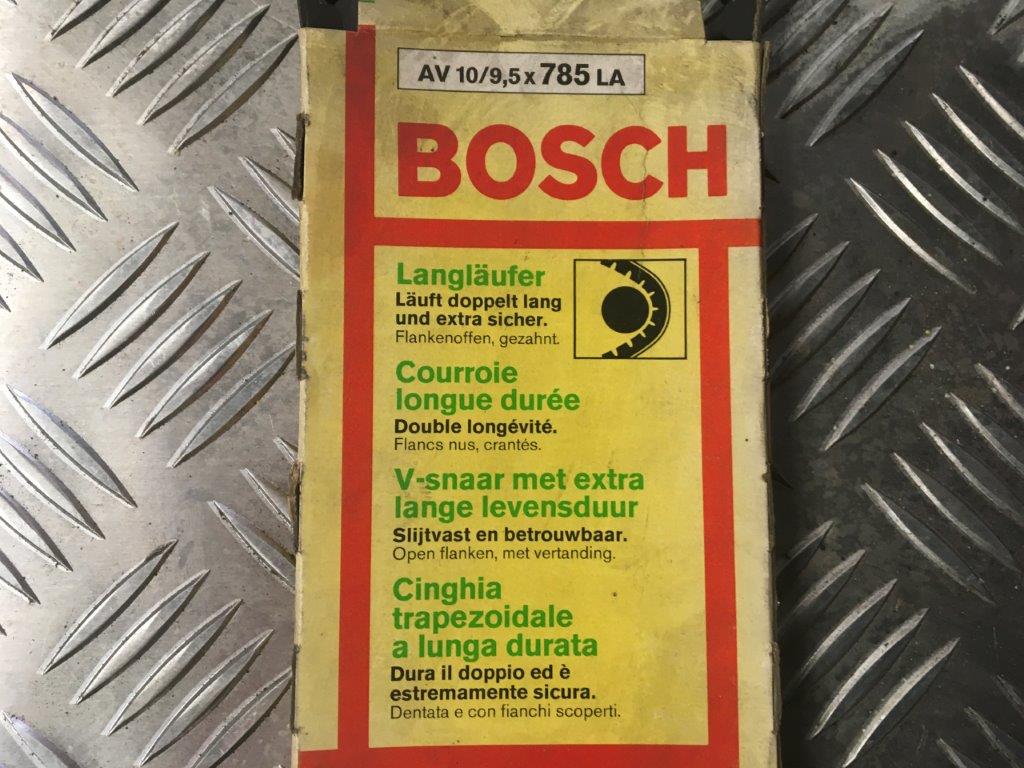 AV 10/9,5 x 785 LA
BOSCH
Langläufer
Läuft doppelt lang
und extra sicher.
Flankenoffen, gezahnt.
Courroie
longue durée
Double longévité.
Flancs nus, crantés.
V-snaar met extra
lange levensduur
Slijtvast en betrouwbaar.
Open flanken, met vertanding.
Cinghia
trapezoidale
a lunga durata
Dura il doppio ed è
estremamente sicura.
Dentata e con fianchi scoperti.